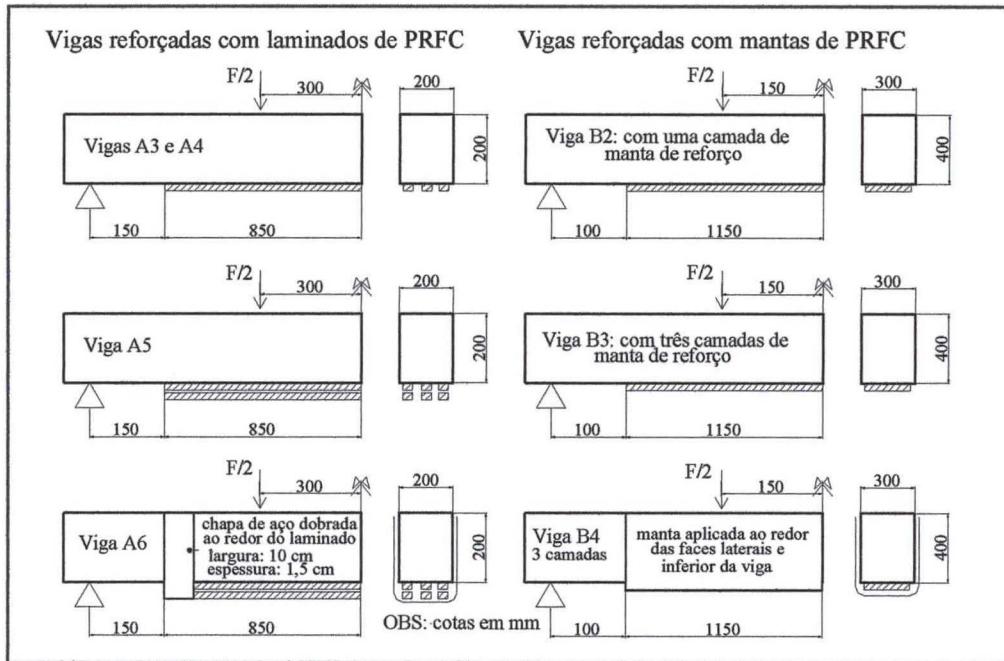 Vigas reforçadas com laminados de PRFC
Vigas reforçadas com mantas de PRFC
F/2
300
200
Vigas A3 e A4
200
150
850
F/2
150
300
Viga B2: com uma camada de
manta de reforço
400
100
1150
F/2
300
200
Viga A5
200
150
850
F/2
150
300
Viga B3: com três camadas de
manta de reforço
400
100
1150
F/2
300
200
Viga A6
chapa de aço dobrada
ao redor do laminado
largura: 10 cm
espessura: 1,5 cm
200
150
850
F/2
150
300
Viga B4
3 camadas
manta aplicada ao redor
das faces laterais e
inferior da viga
400
100
1150
OBS: cotas em mm